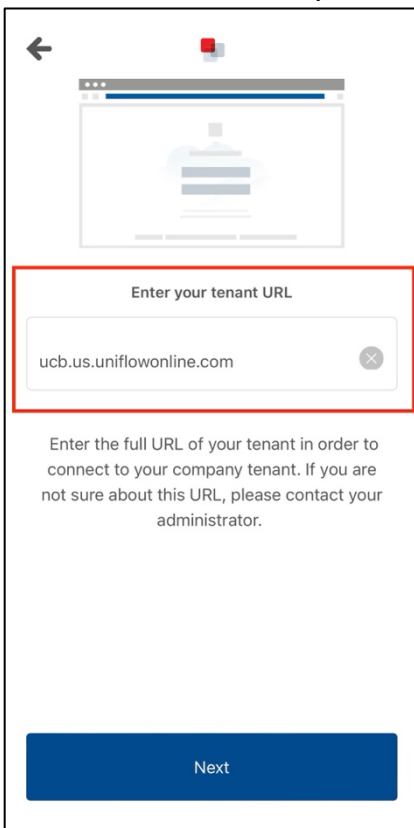 Enter your tenant URL
ucb.us.uniflowonline.com
Enter the full URL of your tenant in order to
connect to your company tenant. If you are
not sure about this URL, please contact your
administrator.
Next